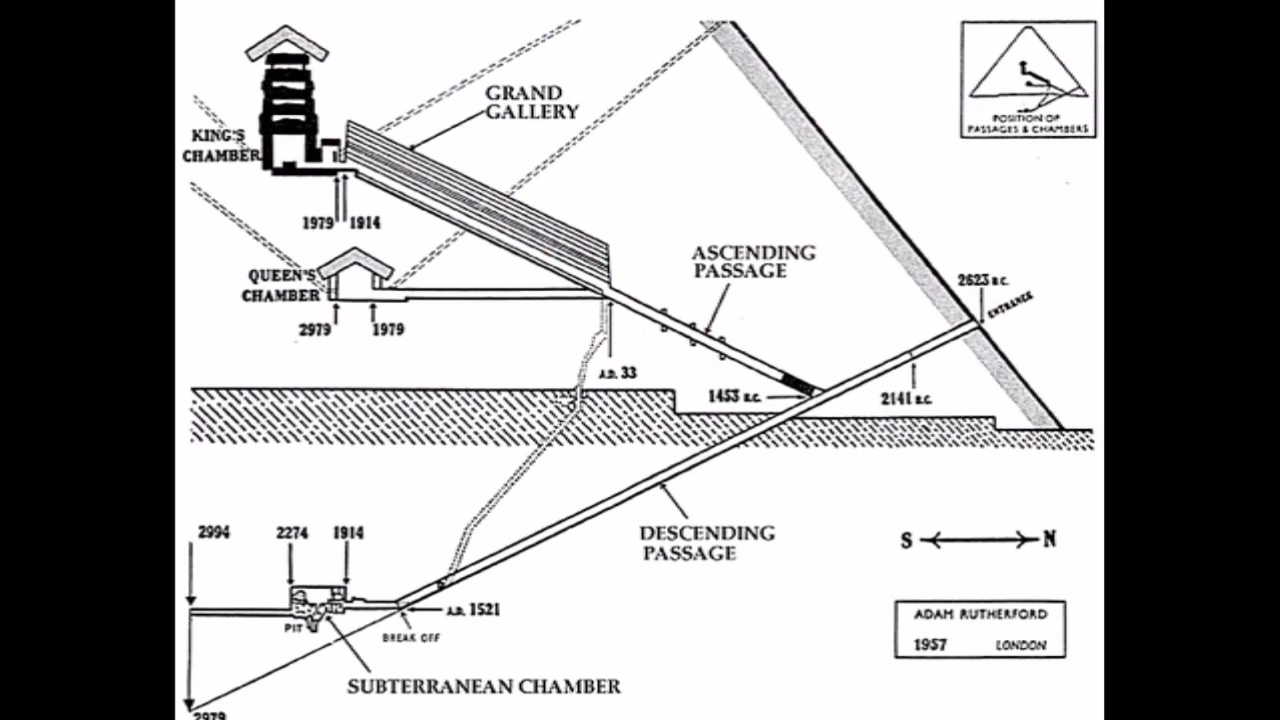 GRAND
GALLERY
KING'S
CHAMBER
POSITION OF
PASSAGES & CHAMBERS
1979
1914
ASCENDING
PASSAGE
QUEEN'S
CHAMBER
2623 B.C.
ENTRANCE
2979
1979
A.D. 33
1453 B.C.
2141 B.C.
2994
2274
1914
DESCENDING
PASSAGE
S
N
A.D. 1521
PIT
BREAK OFF
ADAM RUTHERFORD
1957 LONDON
SUBTERRANEAN CHAMBER
2979